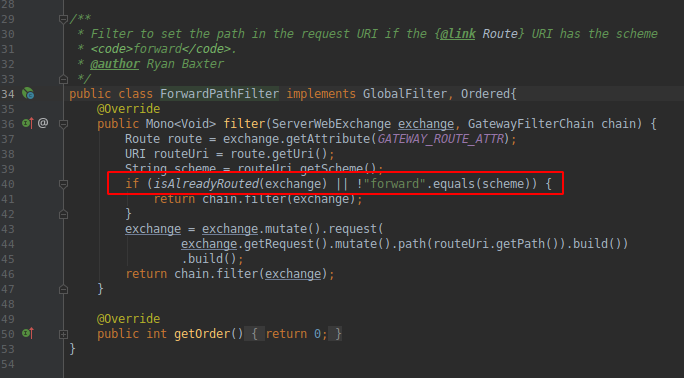 28
29 /**
30  * Filter to set the path in the request URI if the {@link Route} URI has the scheme
31  * <code>forward</code>.
32  * @author Ryan Baxter
33  */
34 public class ForwardPathFilter implements GlobalFilter, Ordered{
35     @Override
36 @    public Mono<Void> filter(ServerWebExchange exchange, GatewayFilterChain chain) {
37         Route route = exchange.getAttribute(GATEWAY_ROUTE_ATTR);
38         URI routeUri = route.getUri();
39         String scheme = routeUri.getScheme();
40         if (isAlreadyRouted(exchange) || !"forward".equals(scheme)) {
41             return chain.filter(exchange);
42         }
43         exchange = exchange.mutate().request(
44                 exchange.getRequest().mutate().path(routeUri.getPath()).build())
45                 .build();
46         return chain.filter(exchange);
47     }
48
49     @Override
50     public int getOrder() { return 0; }
53 }
54